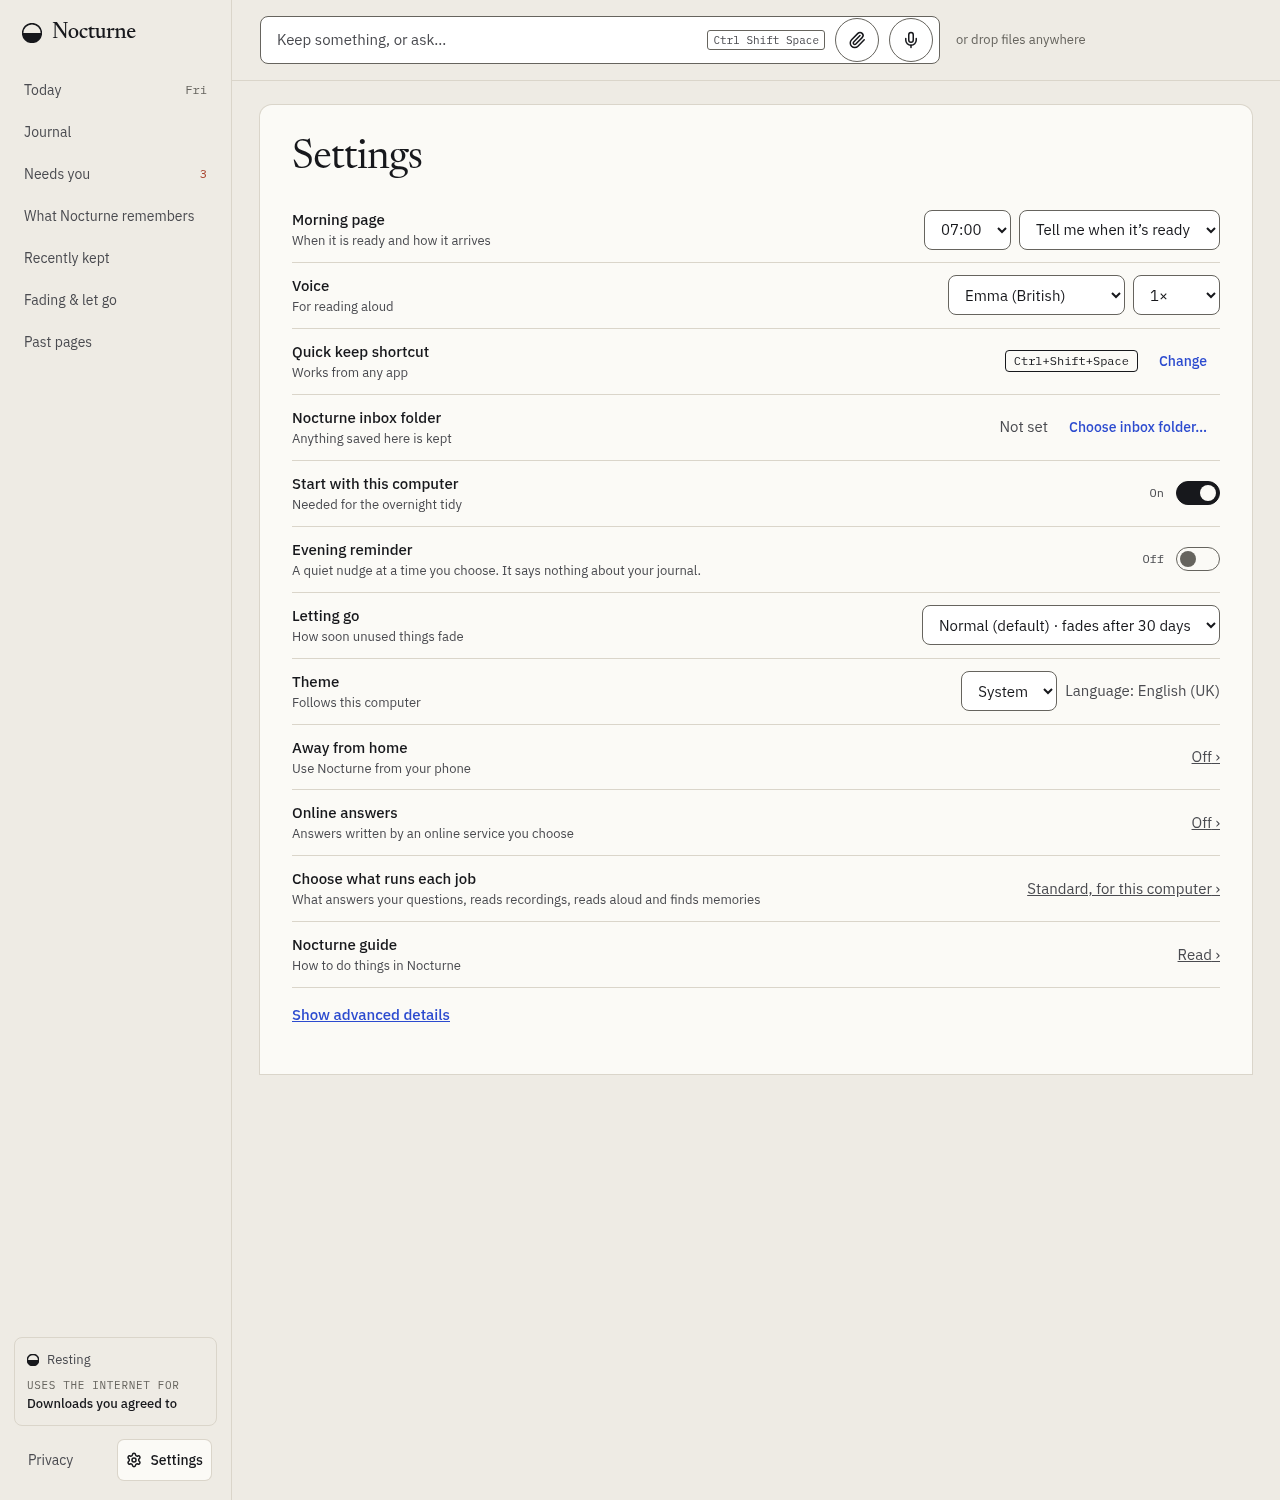 Nocturne
Keep something, or ask…
Ctrl Shift Space
or drop files anywhere
Today
Fri
Journal
Needs you
3
What Nocturne remembers
Recently kept
Fading & let go
Past pages
Settings
Morning page
When it is ready and how it arrives
07:00
Tell me when it’s ready
Voice
For reading aloud
Emma (British)
1×
Quick keep shortcut
Works from any app
Ctrl+Shift+Space
Change
Nocturne inbox folder
Anything saved here is kept
Not set
Choose inbox folder…
Start with this computer
Needed for the overnight tidy
On
Evening reminder
A quiet nudge at a time you choose. It says nothing about your journal.
Off
Letting go
How soon unused things fade
Normal (default) · fades after 30 days
Theme
Follows this computer
System
Language: English (UK)
Away from home
Use Nocturne from your phone
Off ›
Online answers
Answers written by an online service you choose
Off ›
Choose what runs each job
What answers your questions, reads recordings, reads aloud and finds memories
Standard, for this computer ›
Nocturne guide
How to do things in Nocturne
Read ›
Show advanced details
Resting
USES THE INTERNET FOR
Downloads you agreed to
Privacy
Settings